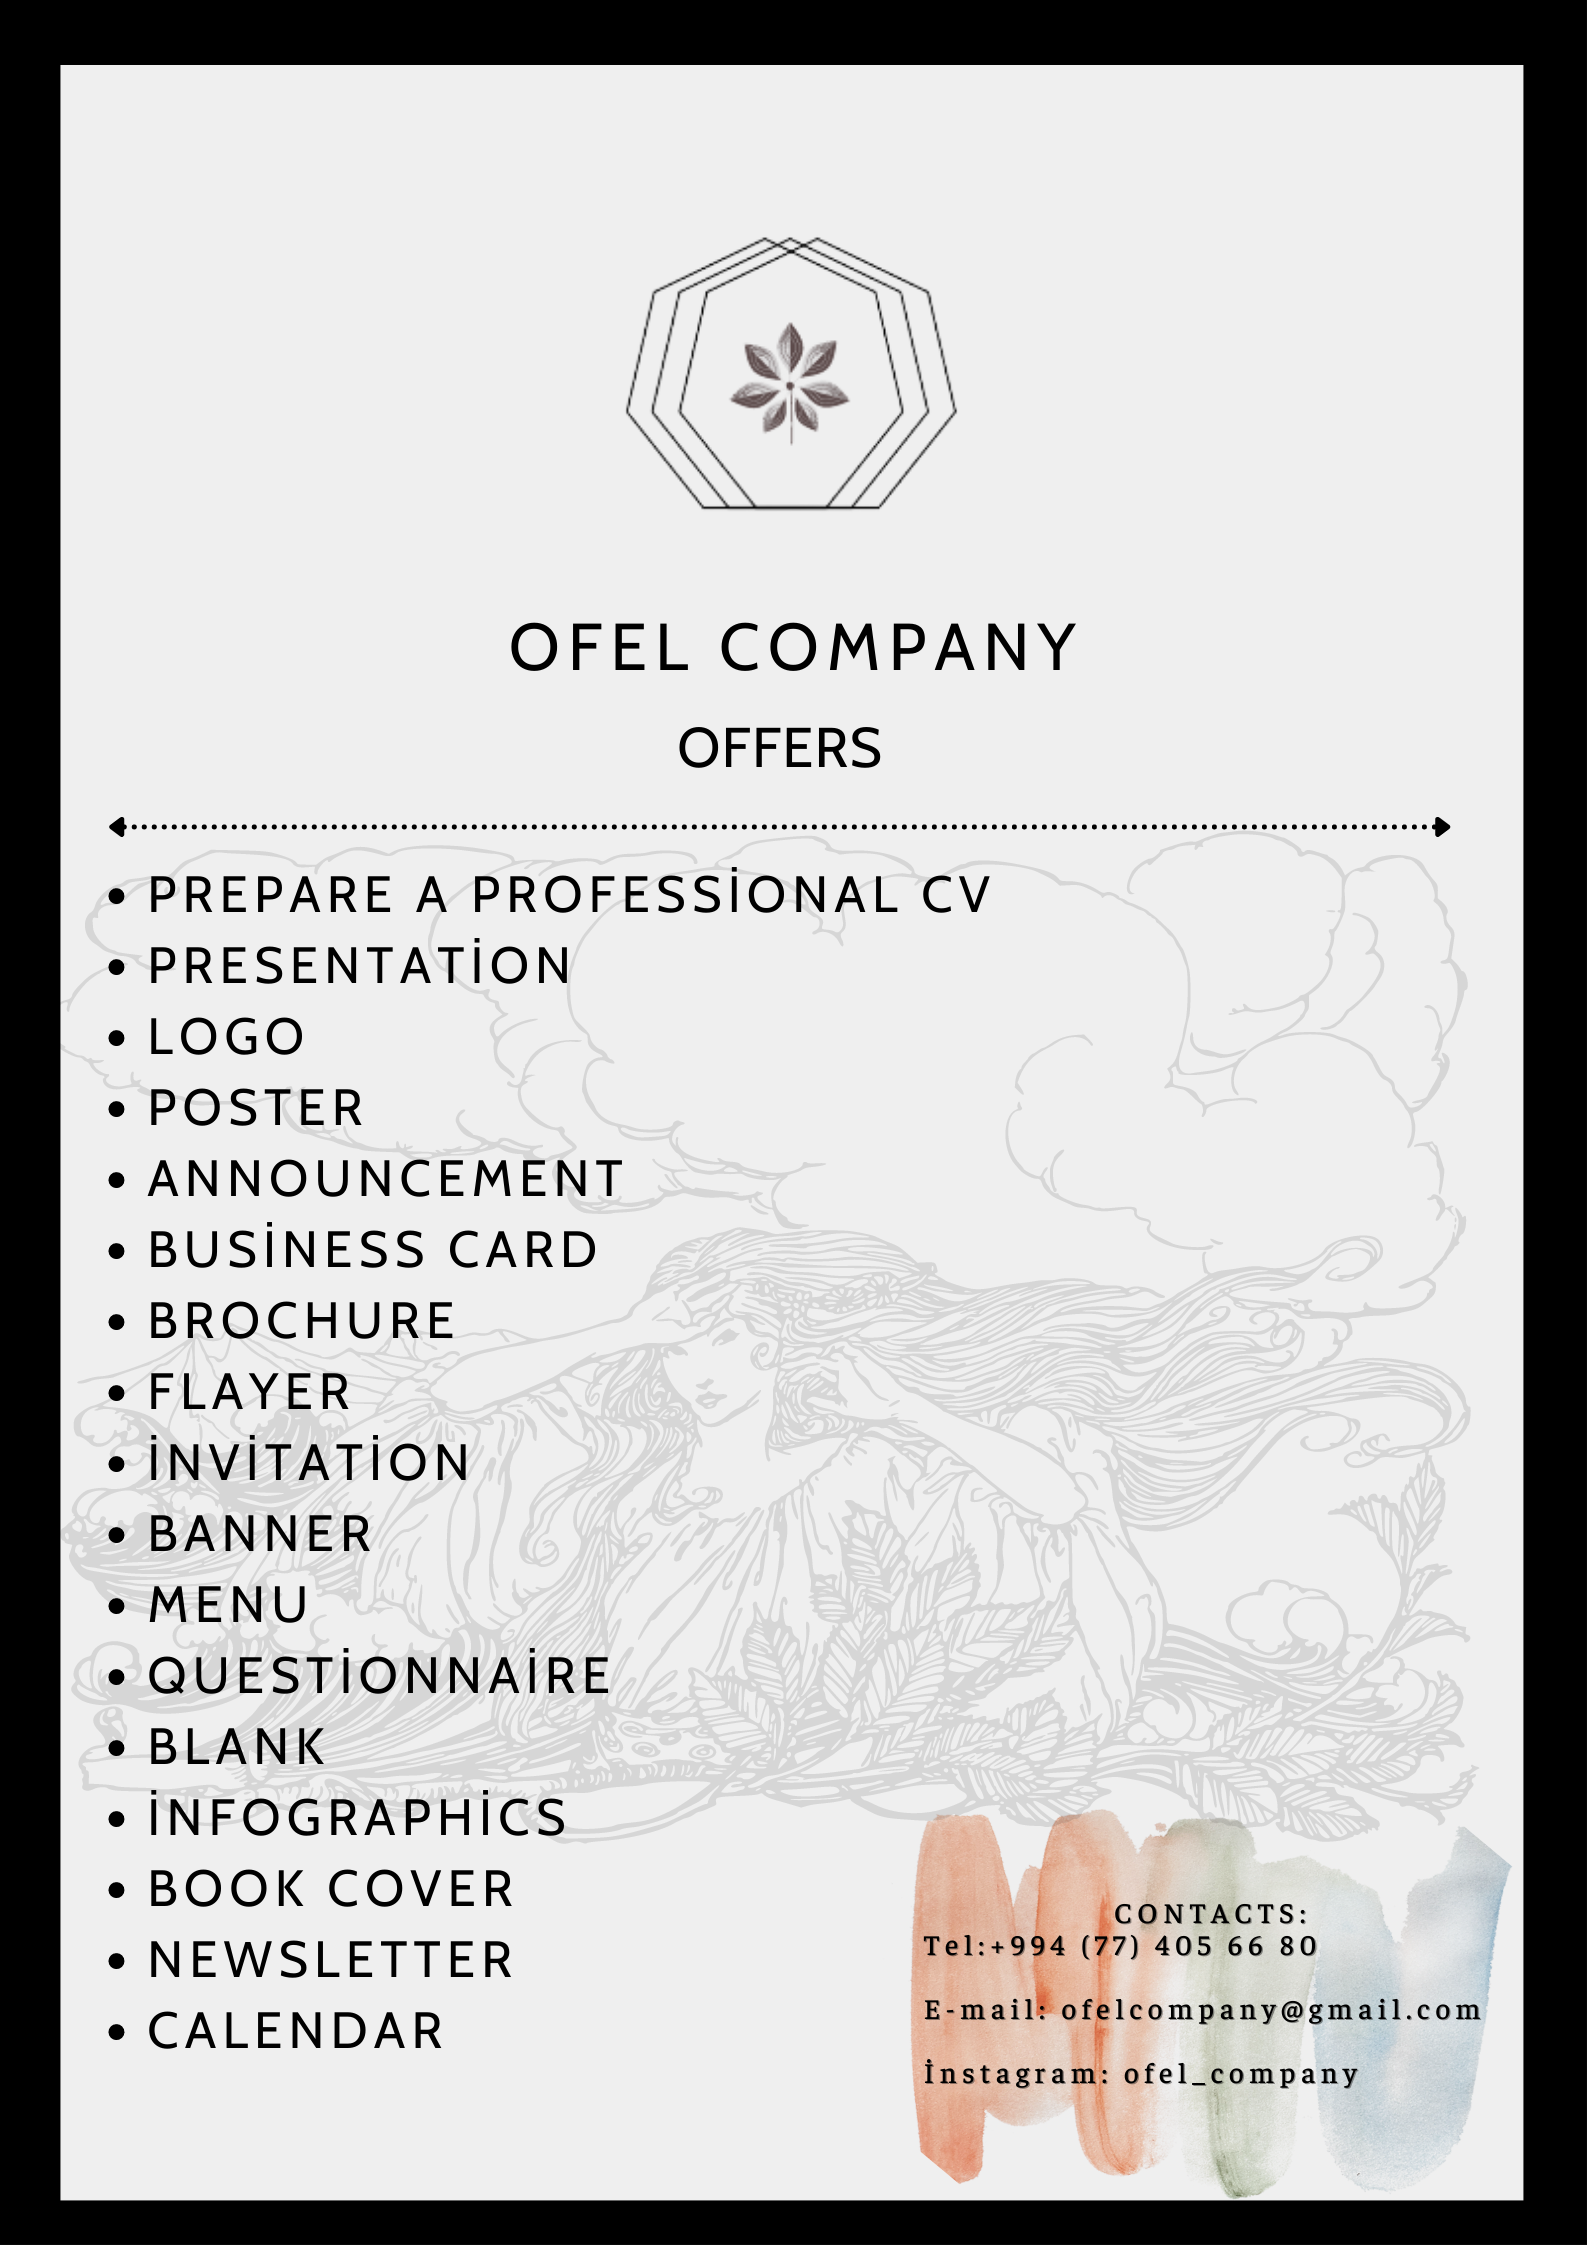 OFEL COMPANY
OFFERS
• PREPARE A PROFESSİONAL CV
• PRESENTATİON
• LOGO
• POSTER
• ANNOUNCEMENT
• BUSİNESS CARD
• BROCHURE
• FLAYER
• İNVİTATİON
• BANNER
• MENU
• QUESTİONNAİRE
• BLANK
• İNFOGRAPHİCS
• BOOK COVER
• NEWSLETTER
• CALENDAR
CONTACTS:
Tel:+994 (77) 405 66 80
E-mail: ofelcompany@gmail.com
İnstagram: ofel_company